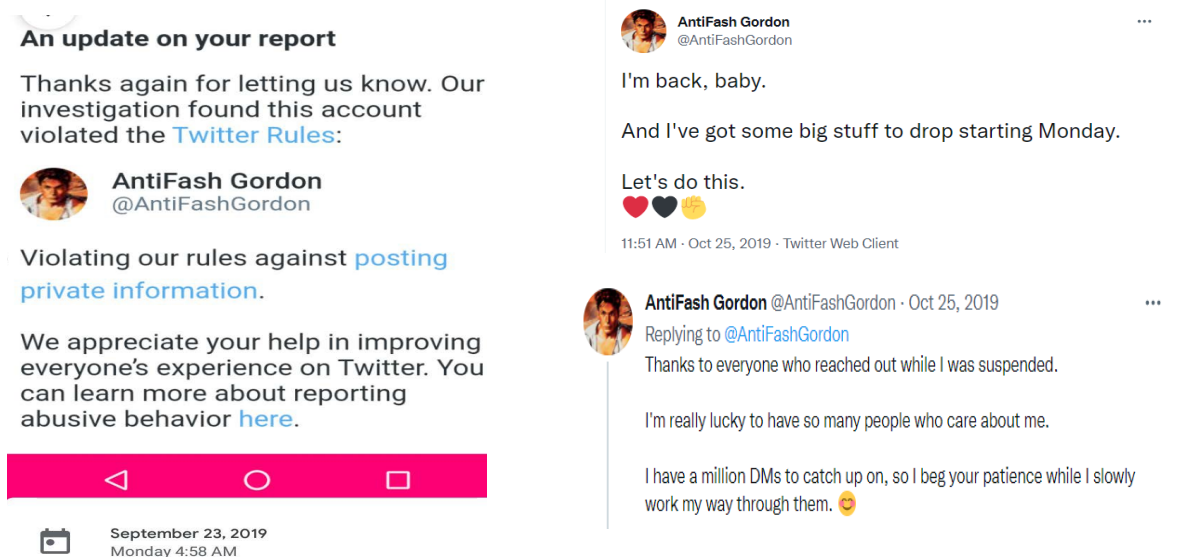 An update on your report
Thanks again for letting us know. Our
investigation found this account
violated the Twitter Rules:
AntiFash Gordon
@AntiFashGordon
Violating our rules against posting
private information.
We appreciate your help in improving
everyone's experience on Twitter. You
can learn more about reporting
abusive behavior here.
September 23, 2019
Monday 4:58 AM
AntiFash Gordon
@AntiFashGordon
I'm back, baby.
And I've got some big stuff to drop starting Monday.
Let's do this.
❤️🖤✊
11:51 AM · Oct 25, 2019 · Twitter Web Client
AntiFash Gordon @AntiFashGordon · Oct 25, 2019
Replying to @AntiFashGordon
Thanks to everyone who reached out while I was suspended.
I'm really lucky to have so many people who care about me.
I have a million DMs to catch up on, so I beg your patience while I slowly
work my way through them. 😊